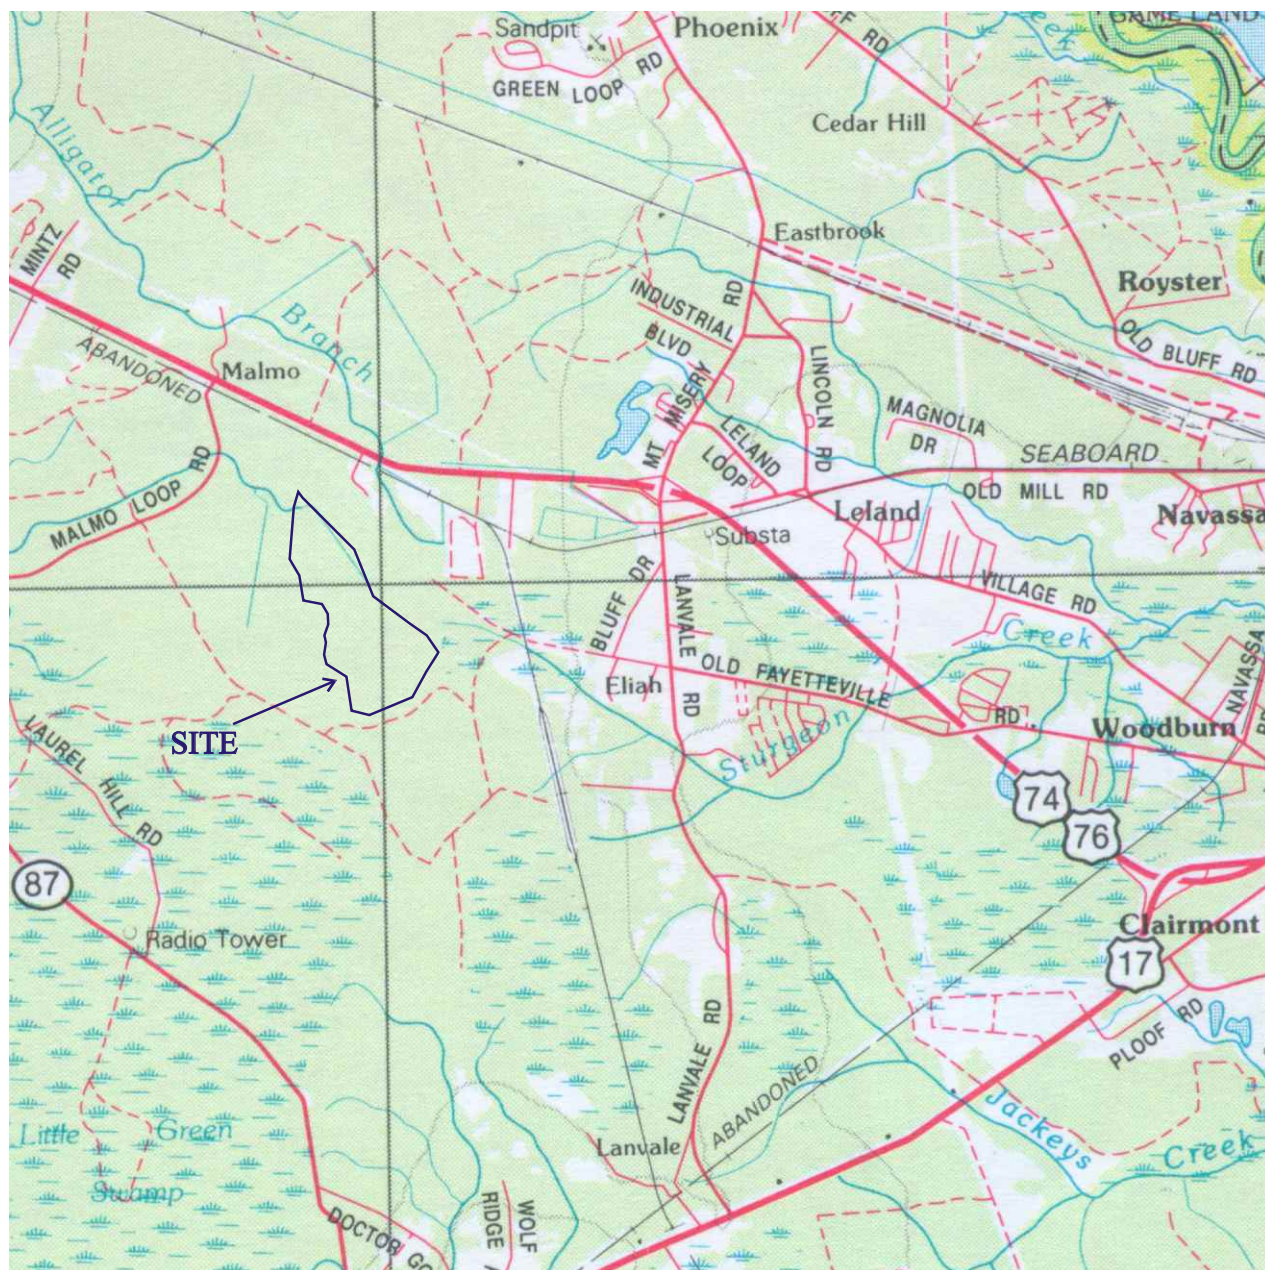 GAME LAND
Sandpit
Phoenix
RD
GREEN LOOP RD
Cedar Hill
Alligator
Eastbrook
MINTZ
RD
Royster
INDUSTRIAL
BLVD
RD
Branch
OLD BLUFF RD
ABANDONED
Malmo
LINCOLN RD
MT MISERY
MAGNOLIA
DR
LELAND
LOOP
SEABOARD
OLD MILL RD
MALMO LOOP RD
Leland
Navassa
Substa
BLUFF DR
LANVALE
RD
VILLAGE RD
Creek
OLD FAYETTEVILLE
RD
NAVASSA
Eliah
SITE
Sturgeon
Woodburn
LAUREL HILL RD
74
76
87
Radio Tower
Clairmont
17
LANVALE RD
PLOOF RD
ABANDONED
Jackeys
Creek
Little Green
Swamp
Lanvale
WOLF
RIDGE
DOCTOR